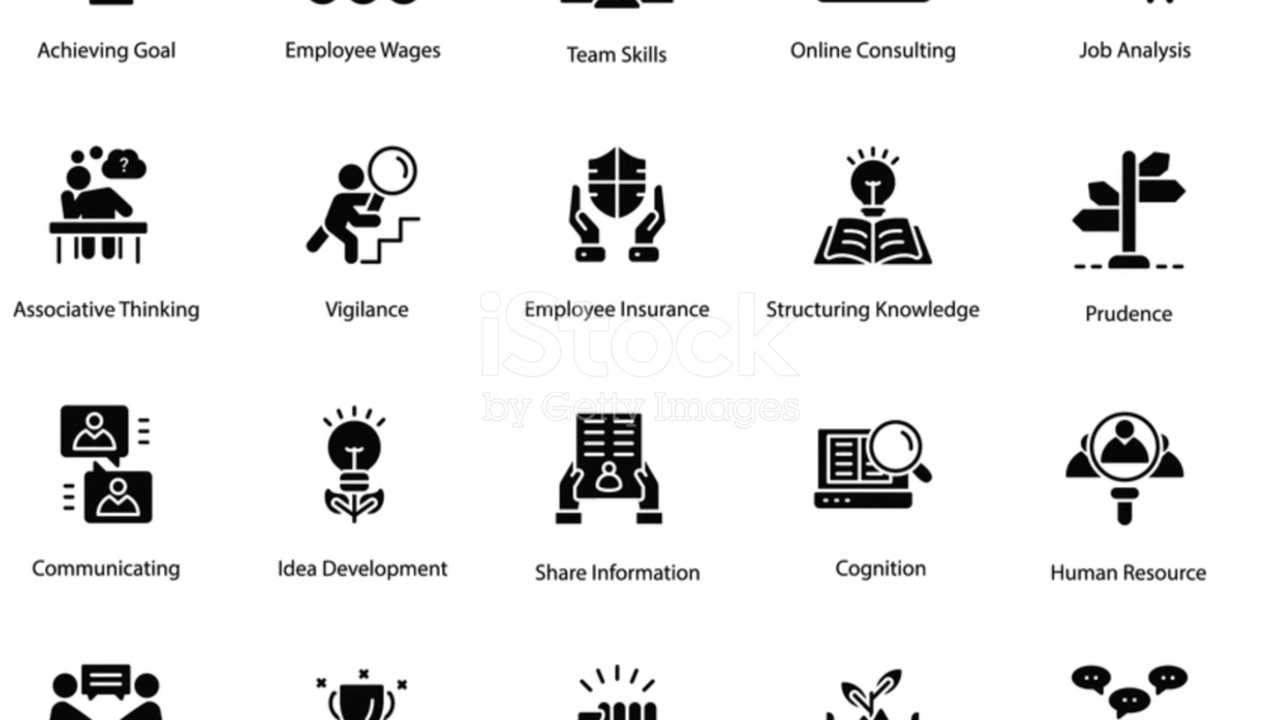 Achieving Goal
Employee Wages
Team Skills
Online Consulting
Job Analysis
?
Associative Thinking
Vigilance
Employee Insurance
Structuring Knowledge
Prudence
iStock
by Getty Images
Communicating
Idea Development
Share Information
Cognition
Human Resource